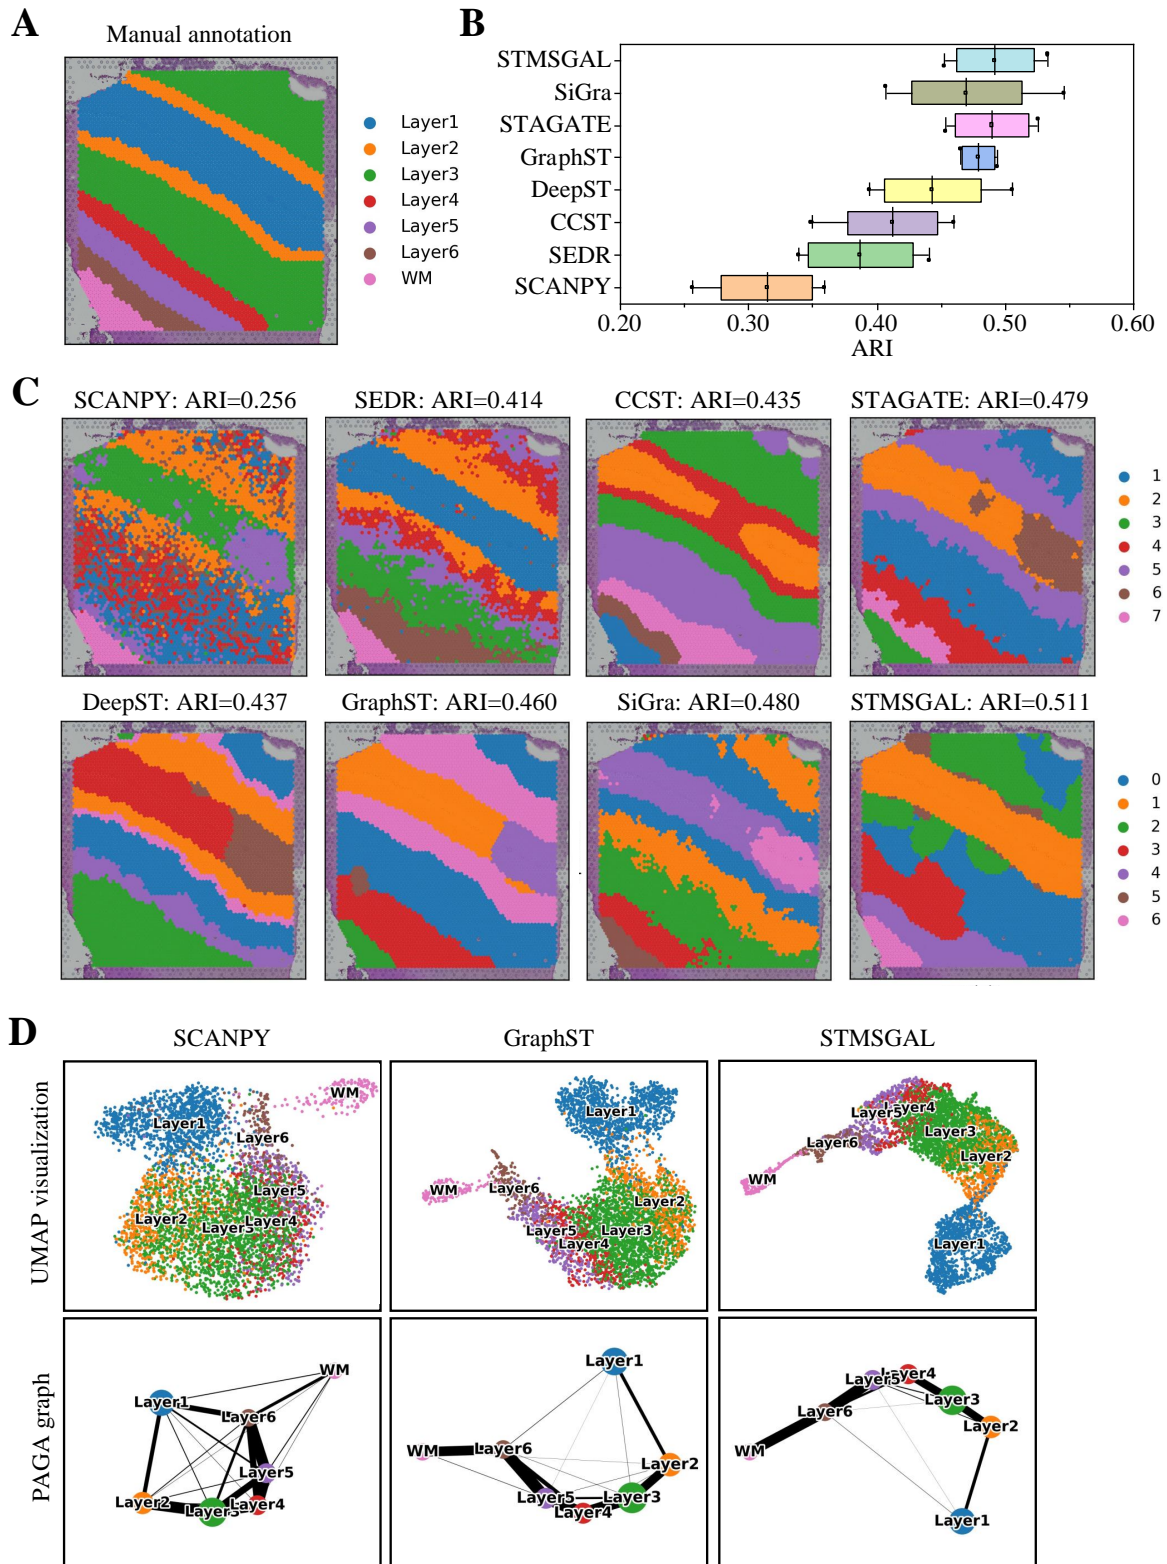 A
Manual annotation
Layer1
Layer2
Layer3
Layer4
Layer5
Layer6
WM
B
STMSGAL
SiGra
STAGATE
GraphST
DeepST
CCST
SEDR
SCANPY
0.20 0.30 0.40 0.50 0.60
ARI
C
SCANPY: ARI=0.256 SEDR: ARI=0.414 CCST: ARI=0.435 STAGATE: ARI=0.479
1
2
3
4
5
6
7
DeepST: ARI=0.437 GraphST: ARI=0.460 SiGra: ARI=0.480 STMSGAL: ARI=0.511
0
1
2
3
4
5
6
D
SCANPY GraphST STMSGAL
UMAP visualization
WM
Layer1
Layer6
Layer5
Layer2
Layer3
Layer4
Layer1
WM
Layer6
Layer2
Layer5
Layer3
Layer4
Layer5
Layer4
Layer3
Layer6
Layer2
WM
Layer1
PAGA graph
WM
Layer1
Layer6
Layer5
Layer2
Layer3
Layer4
Layer1
WM
Layer6
Layer2
Layer5
Layer3
Layer4
Layer4
Layer5
Layer3
Layer6
Layer2
WM
Layer1